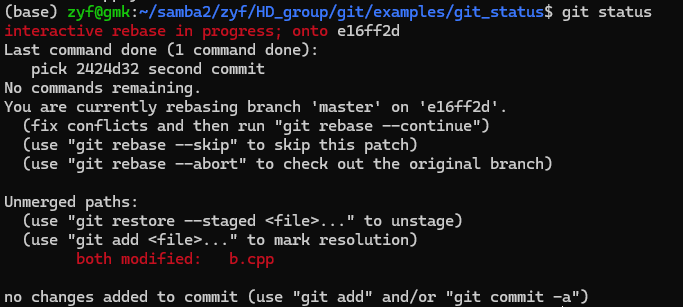 (base) zyf@gmk:~/samba2/zyf/HD_group/git/examples/git_status$ git status
interactive rebase in progress; onto e16ff2d
Last command done (1 command done):
   pick 2424d32 second commit
No commands remaining.
You are currently rebasing branch 'master' on 'e16ff2d'.
  (fix conflicts and then run "git rebase --continue")
  (use "git rebase --skip" to skip this patch)
  (use "git rebase --abort" to check out the original branch)

Unmerged paths:
  (use "git restore --staged <file>..." to unstage)
  (use "git add <file>..." to mark resolution)
        both modified:   b.cpp

no changes added to commit (use "git add" and/or "git commit -a")